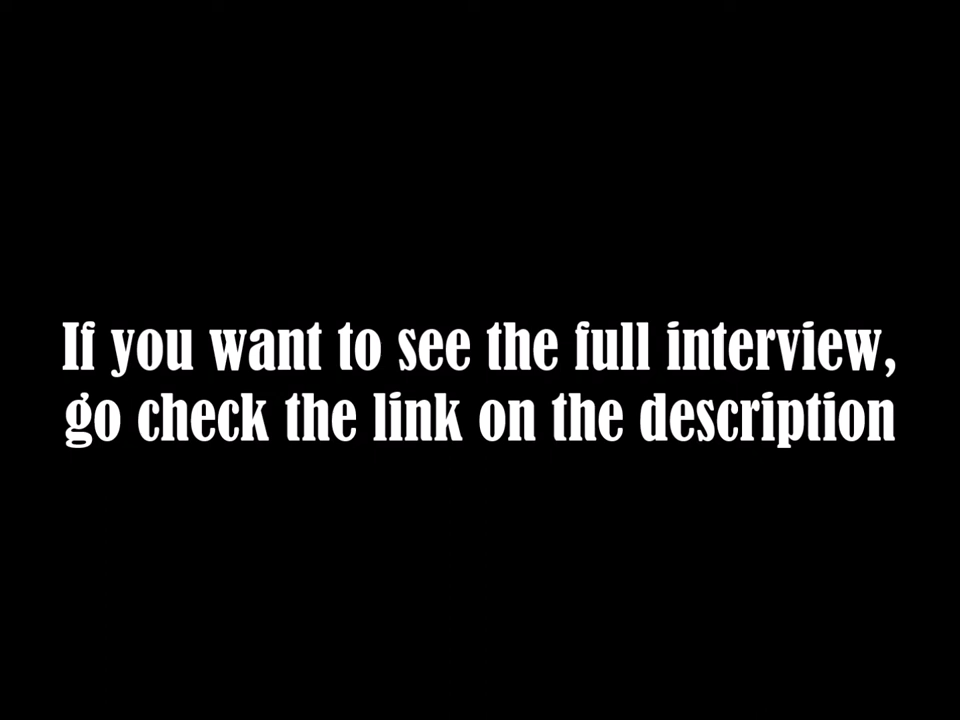 If you want to see the full interview,
go check the link on the description